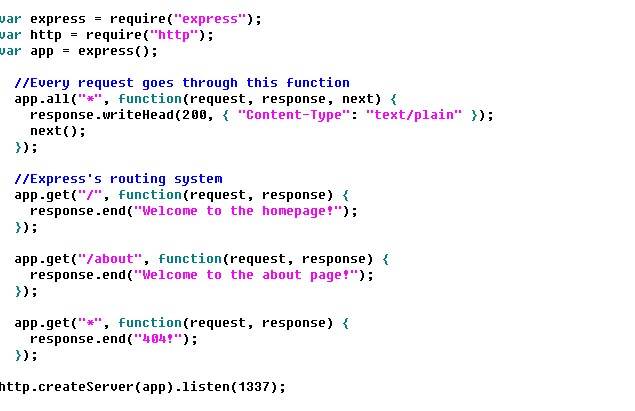 var express = require("express");
var http = require("http");
var app = express();
//Every request goes through this function
app.all("*", function(request, response, next) {
response.writeHead(200, { "Content-Type": "text/plain" });
next();
});
//Express's routing system
app.get("/", function(request, response) {
response.end("Welcome to the homepage!");
});
app.get("/about", function(request, response) {
response.end("Welcome to the about page!");
});
app.get("*", function(request, response) {
response.end("404!");
});
http.createServer(app).listen(1337);